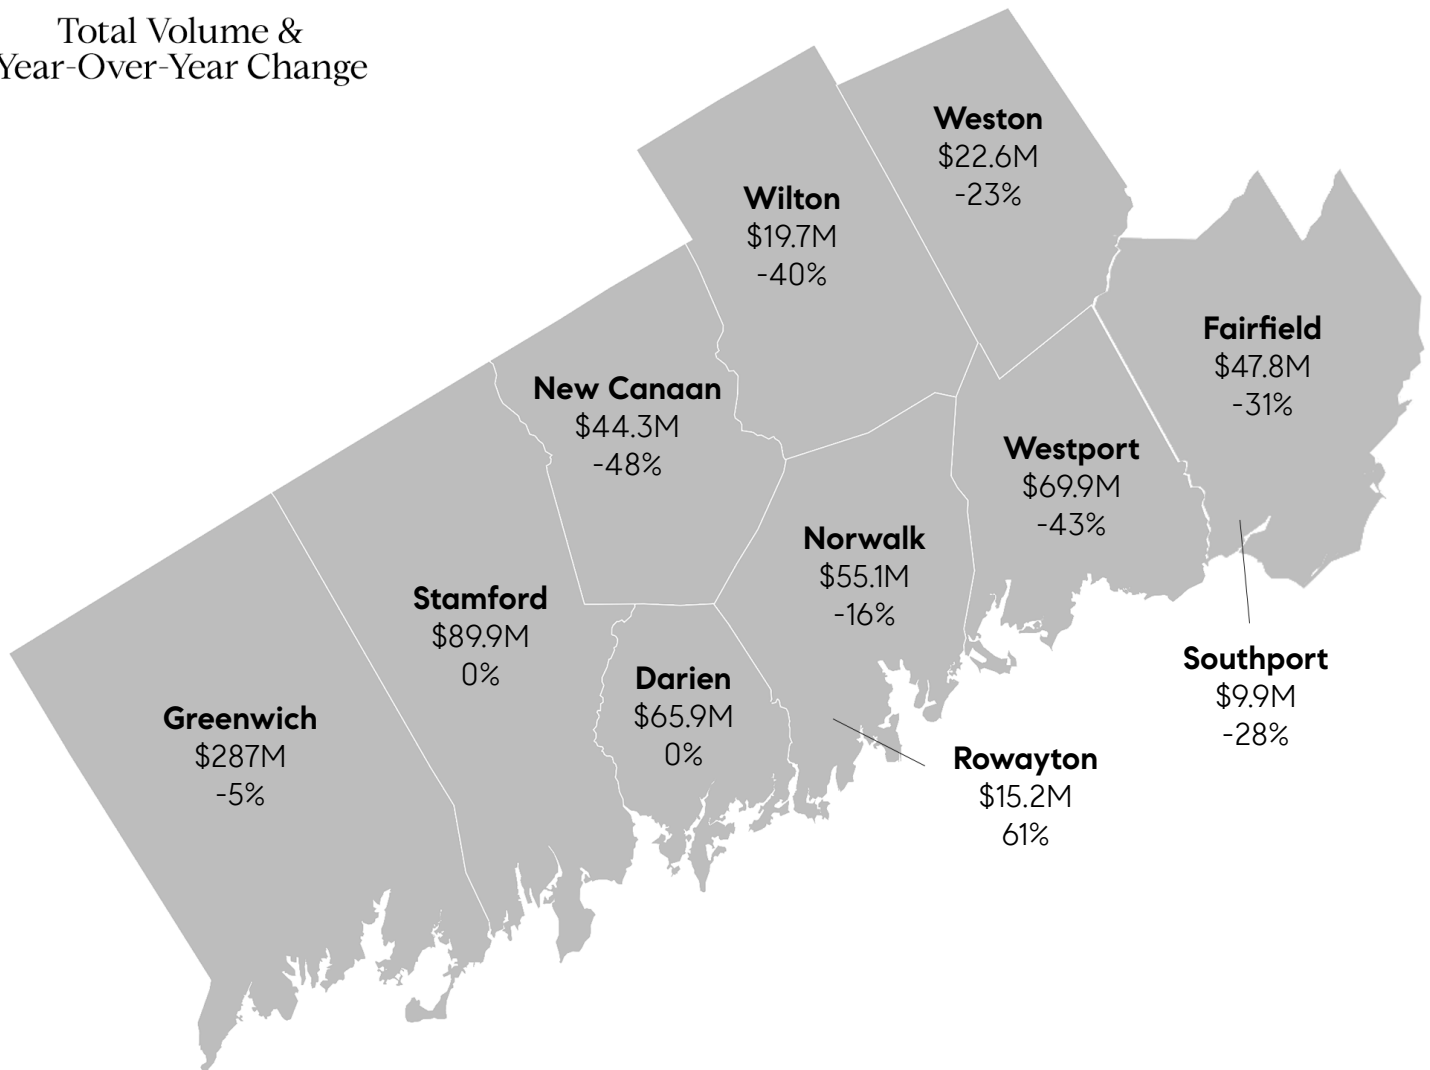 Total Volume &
Year-Over-Year Change
Weston
$22.6M
-23%
Wilton
$19.7M
-40%
Fairfield
$47.8M
-31%
New Canaan
$44.3M
-48%
Westport
$69.9M
-43%
Norwalk
$55.1M
-16%
Stamford
$89.9M
0%
Darien
$65.9M
0%
Southport
$9.9M
-28%
Greenwich
$287M
-5%
Rowayton
$15.2M
61%